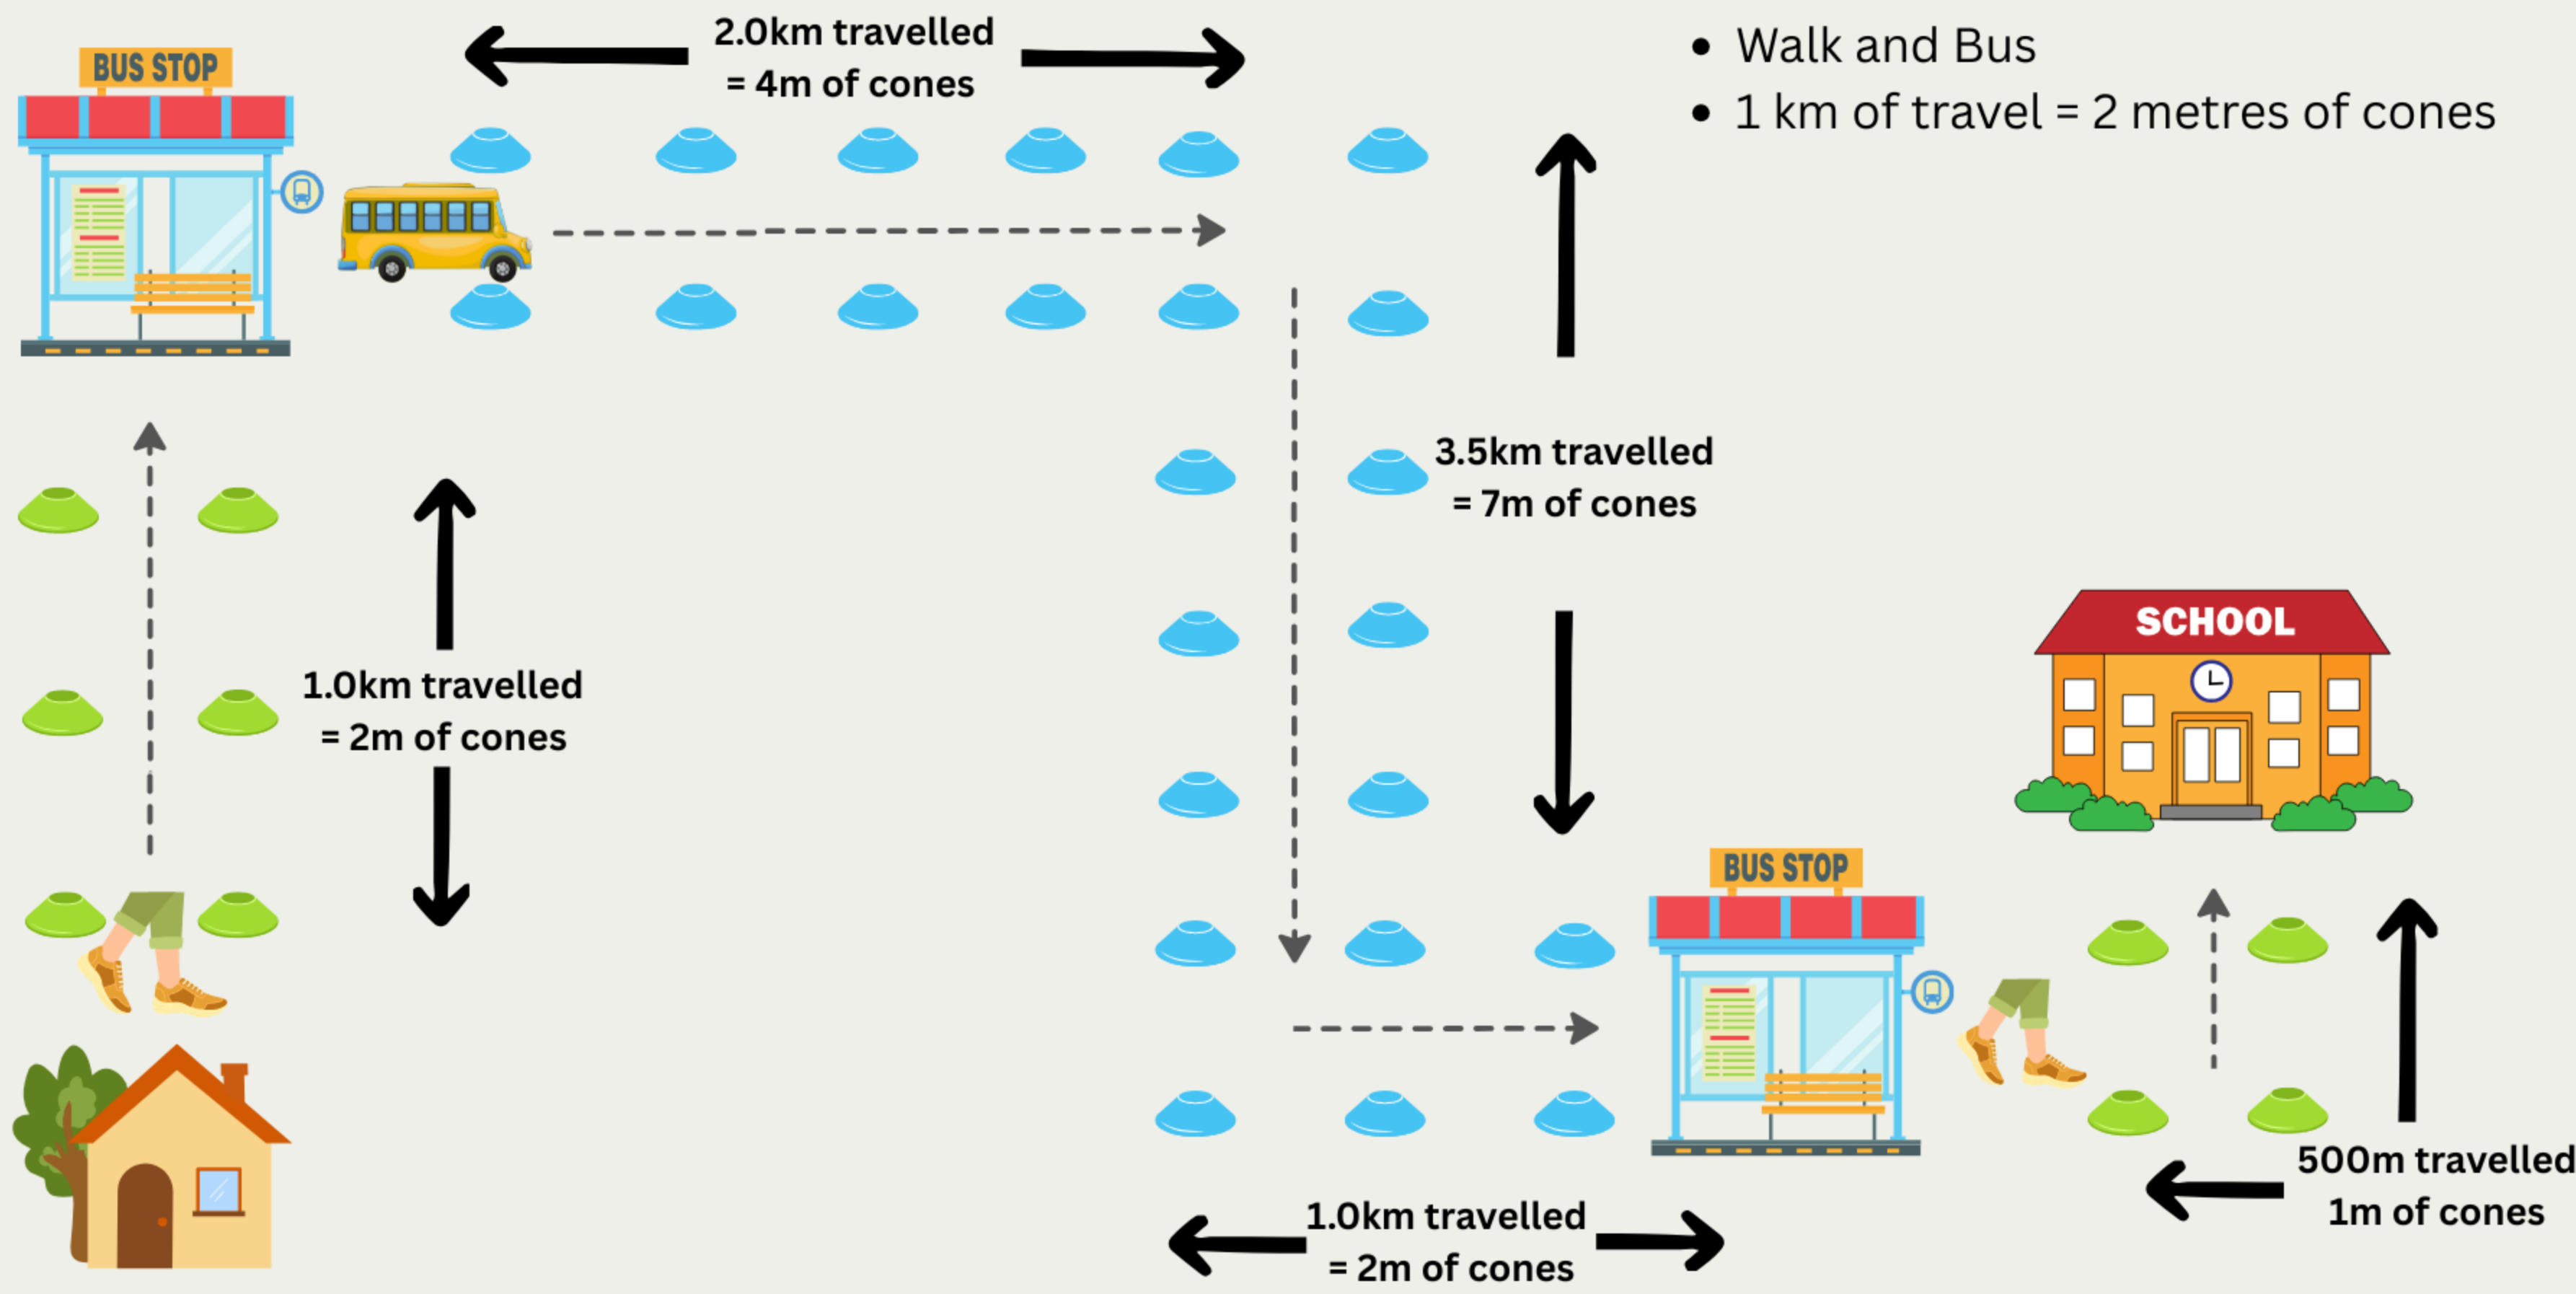 BUS STOP
2.0km travelled
= 4m of cones
• Walk and Bus
• 1 km of travel = 2 metres of cones
3.5km travelled
= 7m of cones
1.0km travelled
= 2m of cones
SCHOOL
BUS STOP
500m travelled
1m of cones
1.0km travelled
= 2m of cones